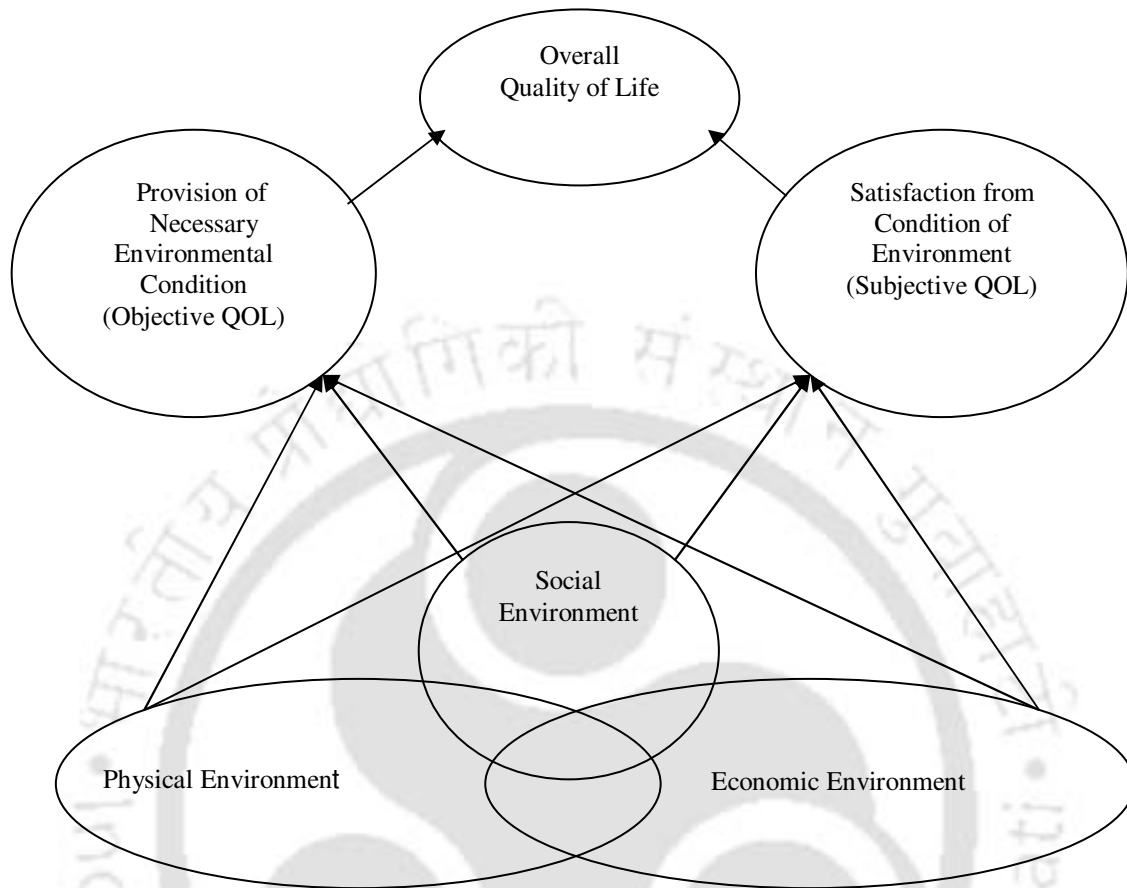 Overall
Quality of Life
Provision of
Necessary
Environmental
Condition
(Objective QOL)
Satisfaction from
Condition of
Environment
(Subjective QOL)
Social
Environment
Physical Environment
Economic Environment
भारतीय प्रौद्योगिकी संस्थान गुवाहाटी